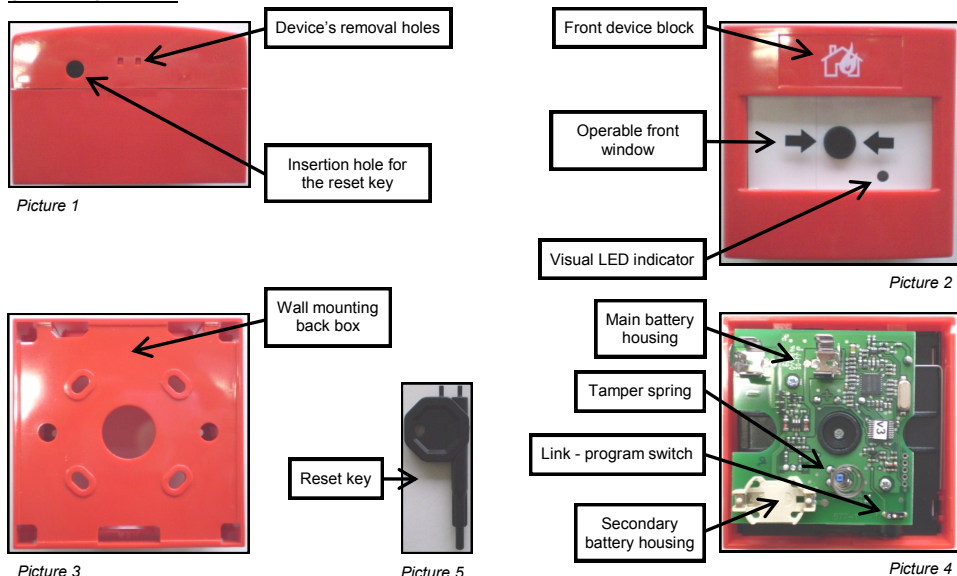 Device's removal holes
Insertion hole for
the reset key
Picture 1
Front device block
Operable front
window
Visual LED indicator
Picture 2
Wall mounting
back box
Reset key
Picture 3
Picture 5
Main battery
housing
Tamper spring
Link - program switch
Secondary
battery housing
V3
Picture 4